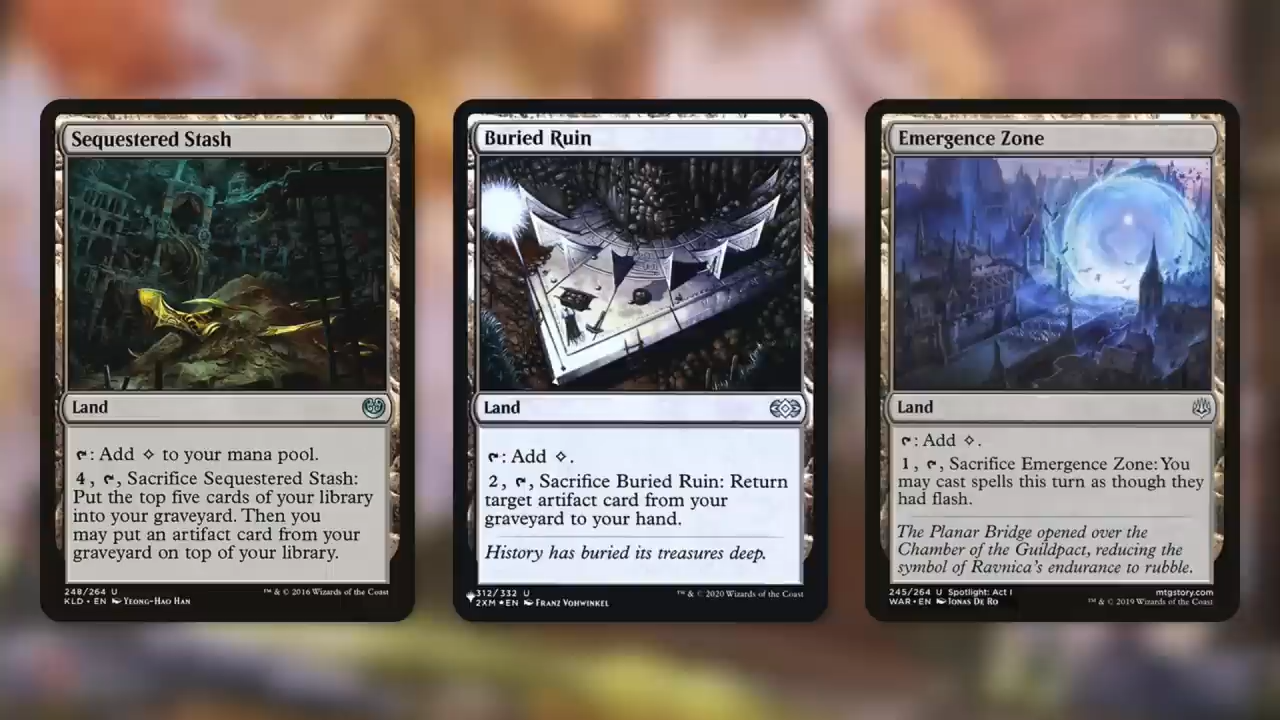 Sequestered Stash
Land
: Add to your mana pool.
4, , Sacrifice Sequestered Stash:
Put the top five cards of your library
into your graveyard. Then you
may put an artifact card from your
graveyard on top of your library.
248/264 U
KLD • EN Yeong-Hao Han
™ & © 2016 Wizards of the Coast
Buried Ruin
Land
: Add .
2, , Sacrifice Buried Ruin: Return
target artifact card from your
graveyard to your hand.
History has buried its treasures deep.
312/332 U
2XM ★ EN Franz Vohwinkel
™ & © 2020 Wizards of the Coast
Emergence Zone
Land
: Add .
1, , Sacrifice Emergence Zone: You
may cast spells this turn as though they
had flash.
The Planar Bridge opened over the
Chamber of the Guildpact, reducing the
symbol of Ravnica's endurance to rubble.
245/264 U Spotlight: Act I
WAR • EN Jonas De Ro
mtgstory.com
™ & © 2019 Wizards of the Coast